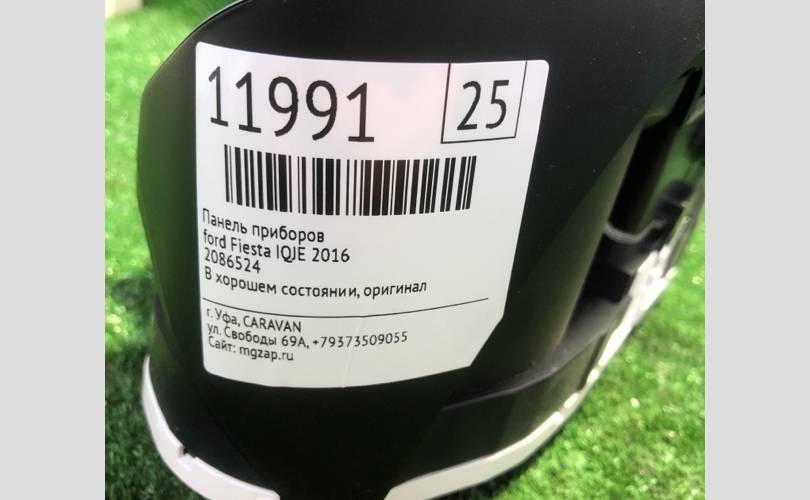 11991
25
Панель приборов
ford Fiesta IQJE 2016
2086524
В хорошем состоянии, оригинал
г. Уфа, CARAVAN
ул. Свободы 69А, +79373509055
Сайт: mgzap.ru